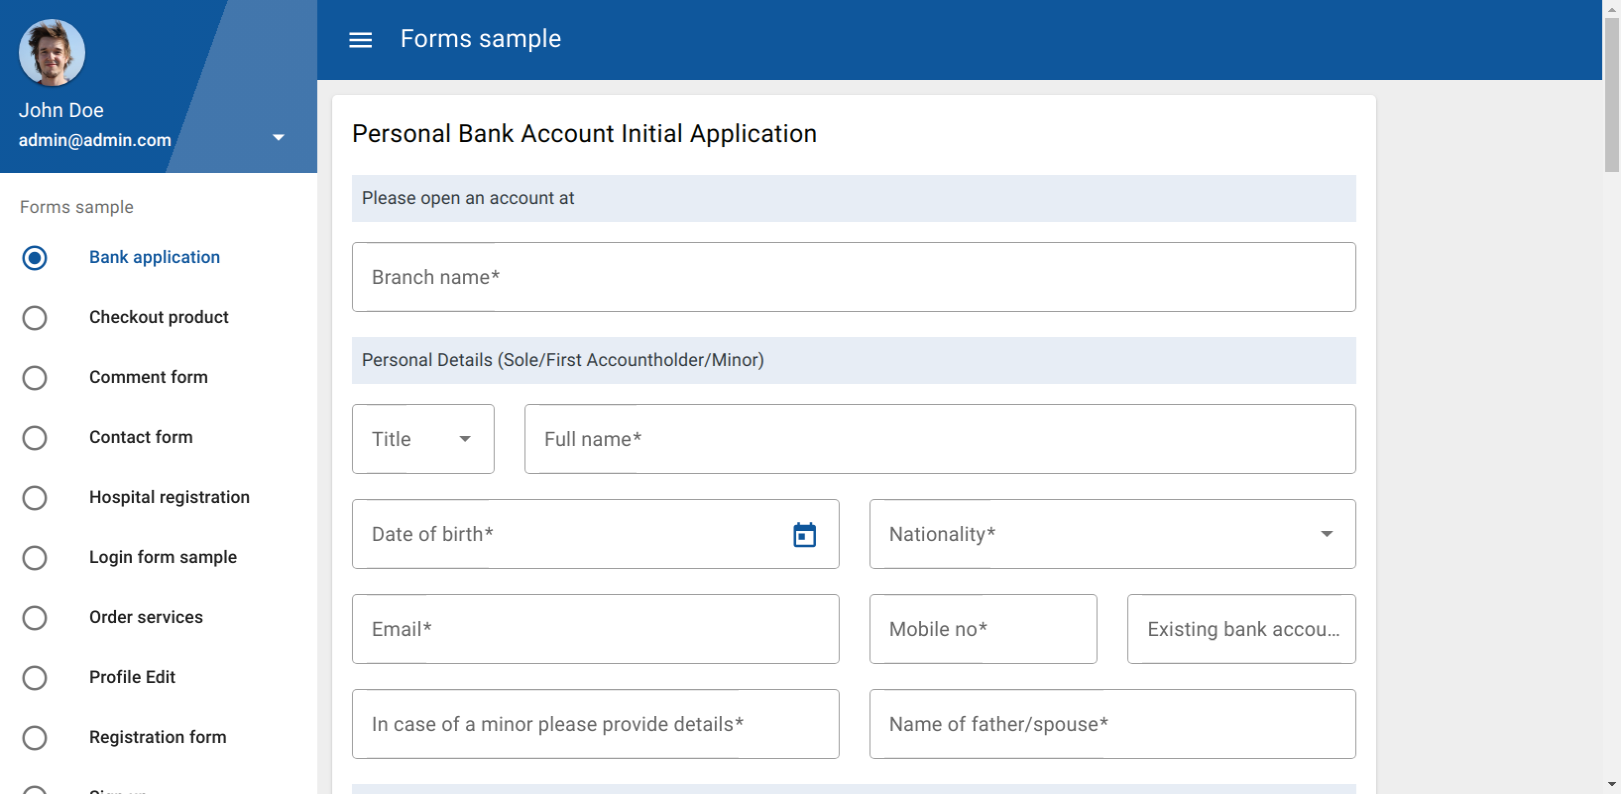 John Doe
admin@admin.com
Forms sample
Bank application
Checkout product
Comment form
Contact form
Hospital registration
Login form sample
Order services
Profile Edit
Registration form
Forms sample
Personal Bank Account Initial Application
Please open an account at
Branch name*
Personal Details (Sole/First Accountholder/Minor)
Title
Full name*
Date of birth*
Nationality*
Email*
Mobile no*
Existing bank accou...
In case of a minor please provide details*
Name of father/spouse*